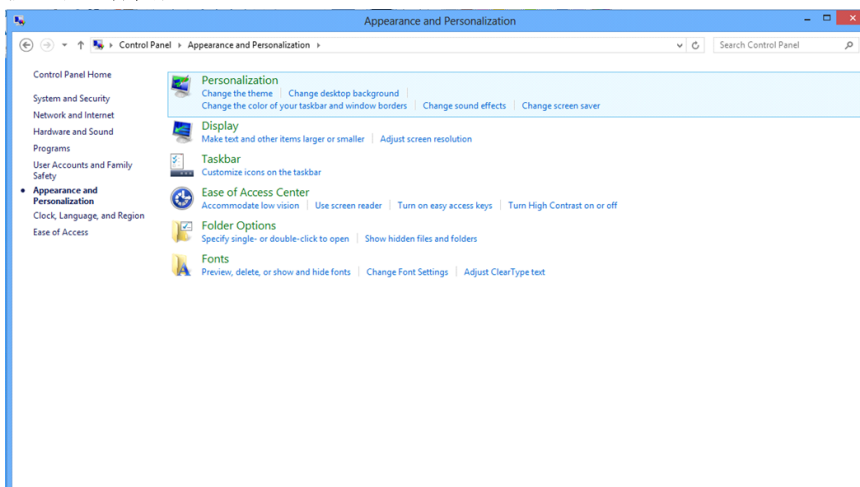 Appearance and Personalization
Control Panel Appearance and Personalization
Search Control Panel
Control Panel Home
System and Security
Network and Internet
Hardware and Sound
Programs
User Accounts and Family
Safety
Appearance and
Personalization
Clock, Language, and Region
Ease of Access
Personalization
Change the theme Change desktop background
Change the color of your taskbar and window borders Change sound effects Change screen saver
Display
Make text and other items larger or smaller Adjust screen resolution
Taskbar
Customize icons on the taskbar
Ease of Access Center
Accommodate low vision Use screen reader Turn on easy access keys Turn High Contrast on or off
Folder Options
Specify single- or double-click to open Show hidden files and folders
Fonts
Preview, delete, or show and hide fonts Change Font Settings Adjust ClearType text